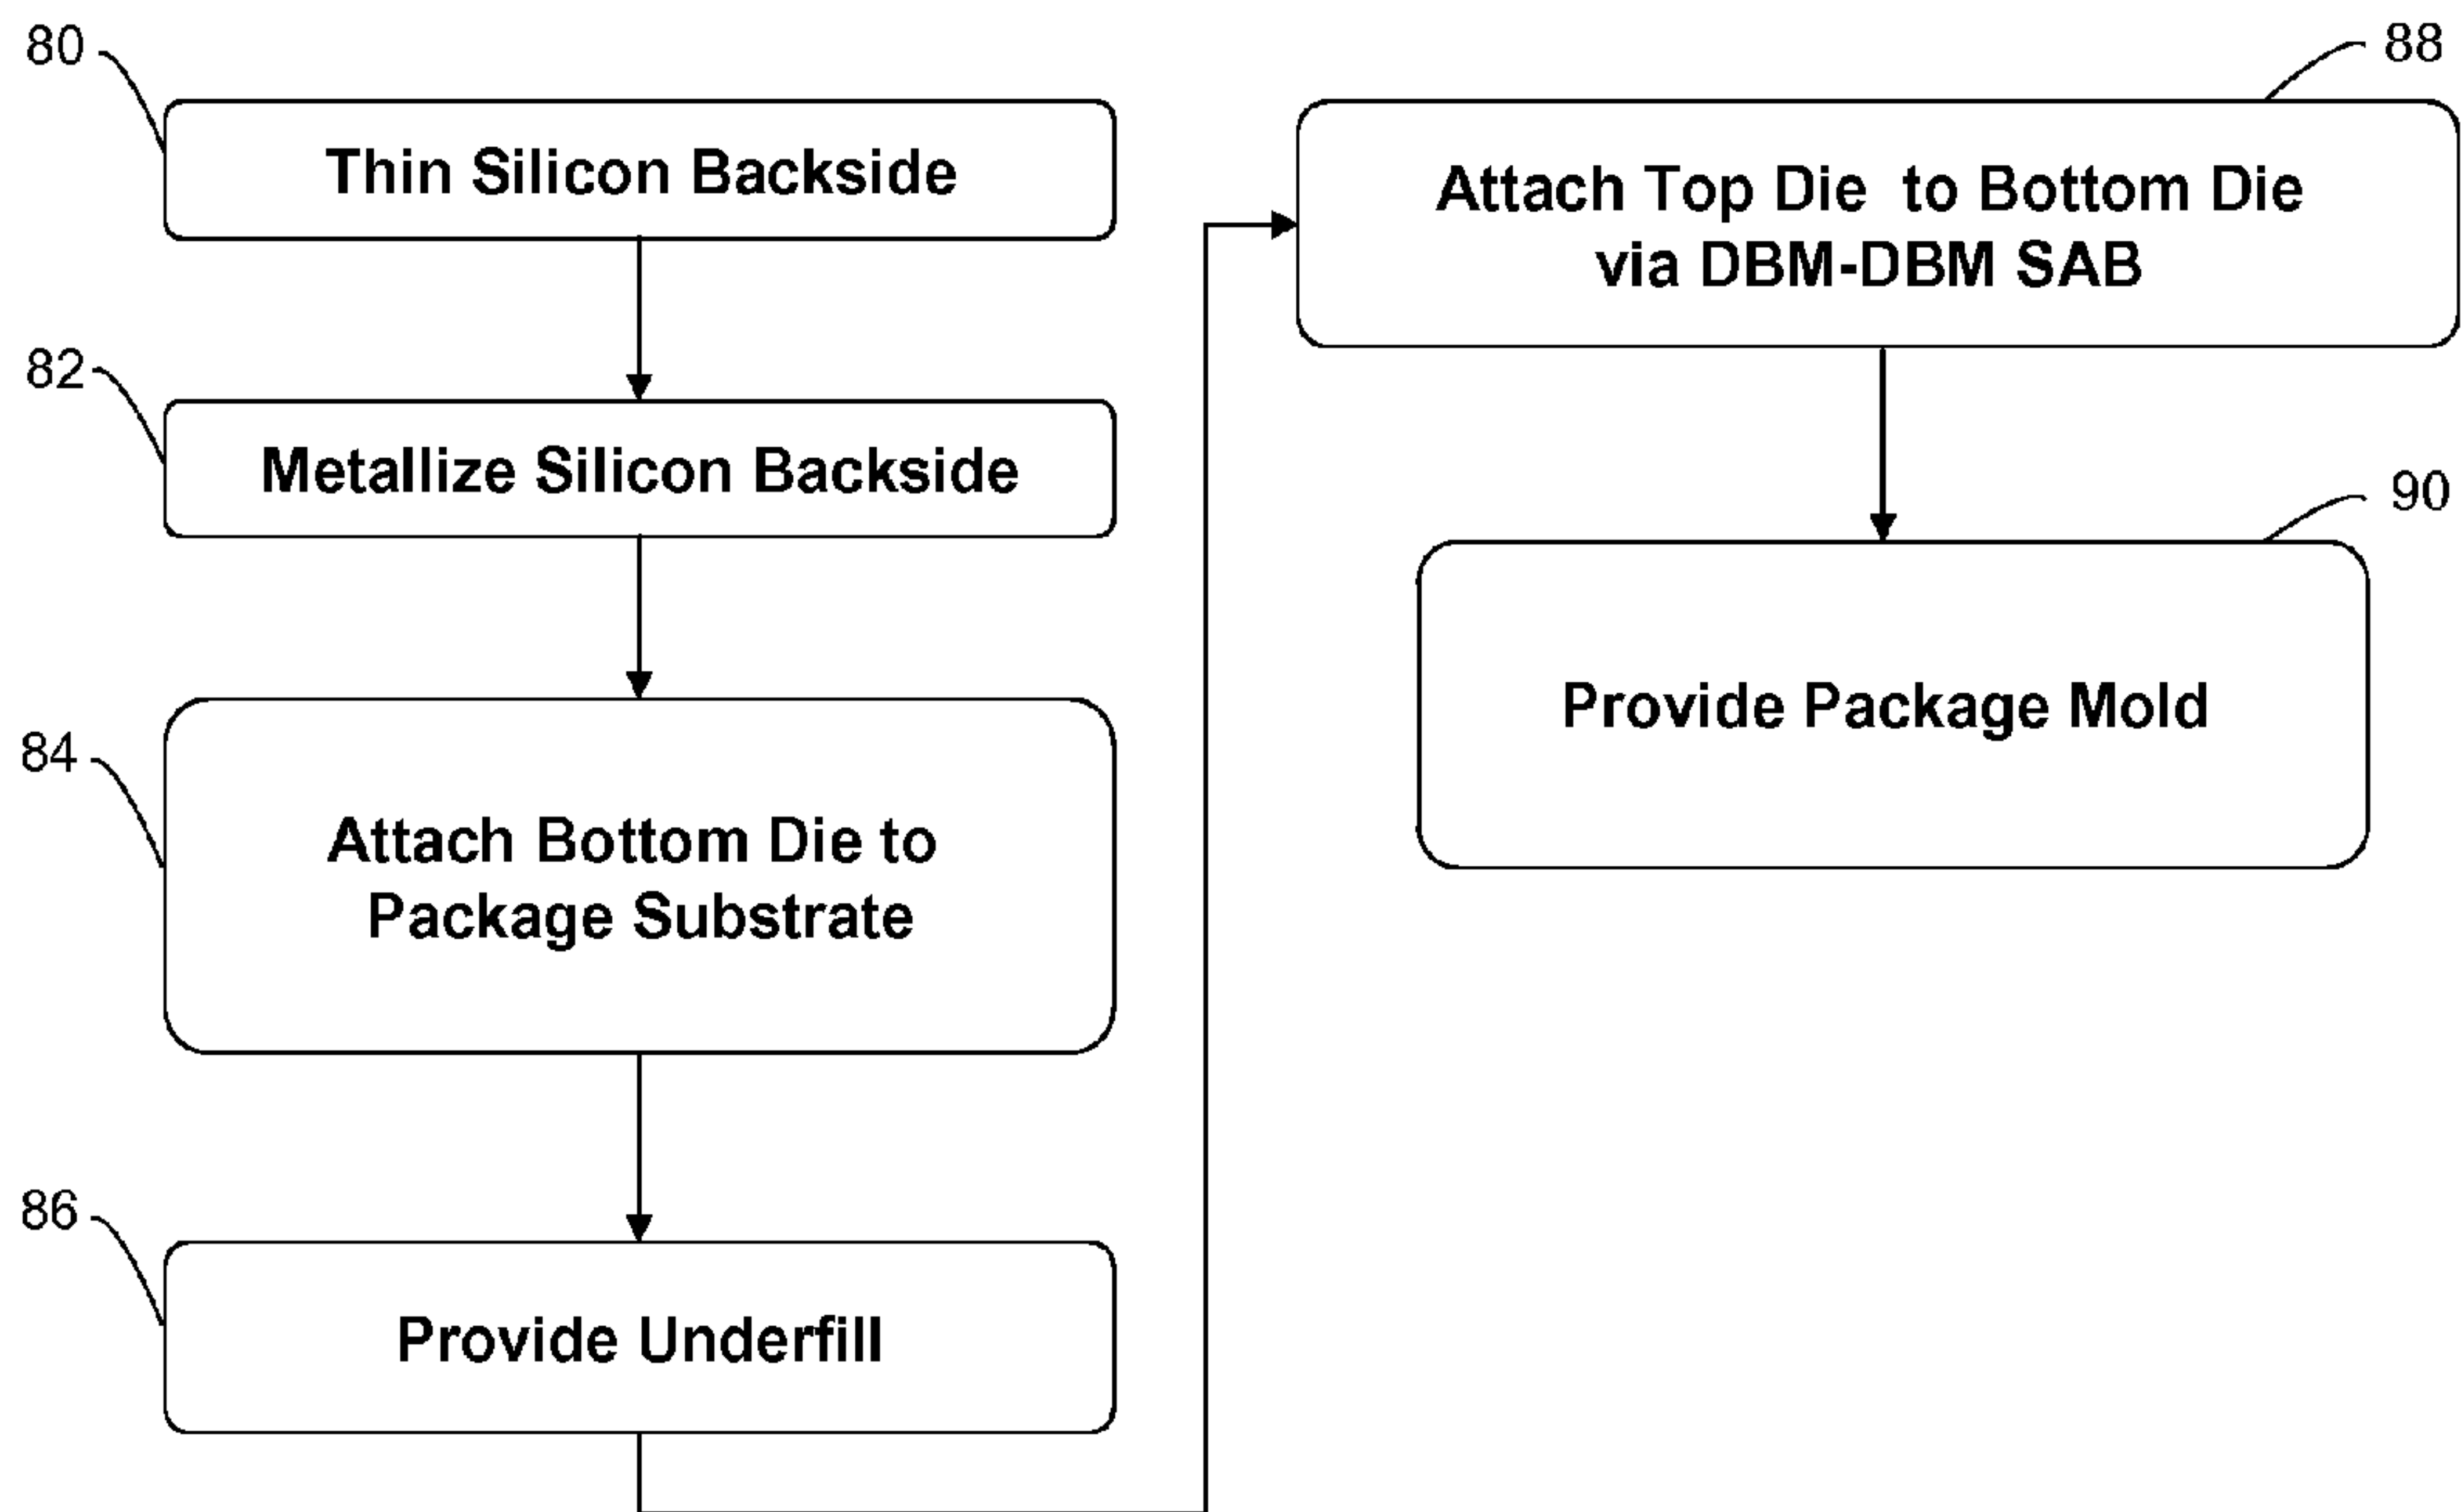 80
Thin Silicon Backside
82
Metallize Silicon Backside
84
Attach Bottom Die to
Package Substrate
86
Provide Underfill
88
Attach Top Die to Bottom Die
via DBM-DBM SAB
90
Provide Package Mold